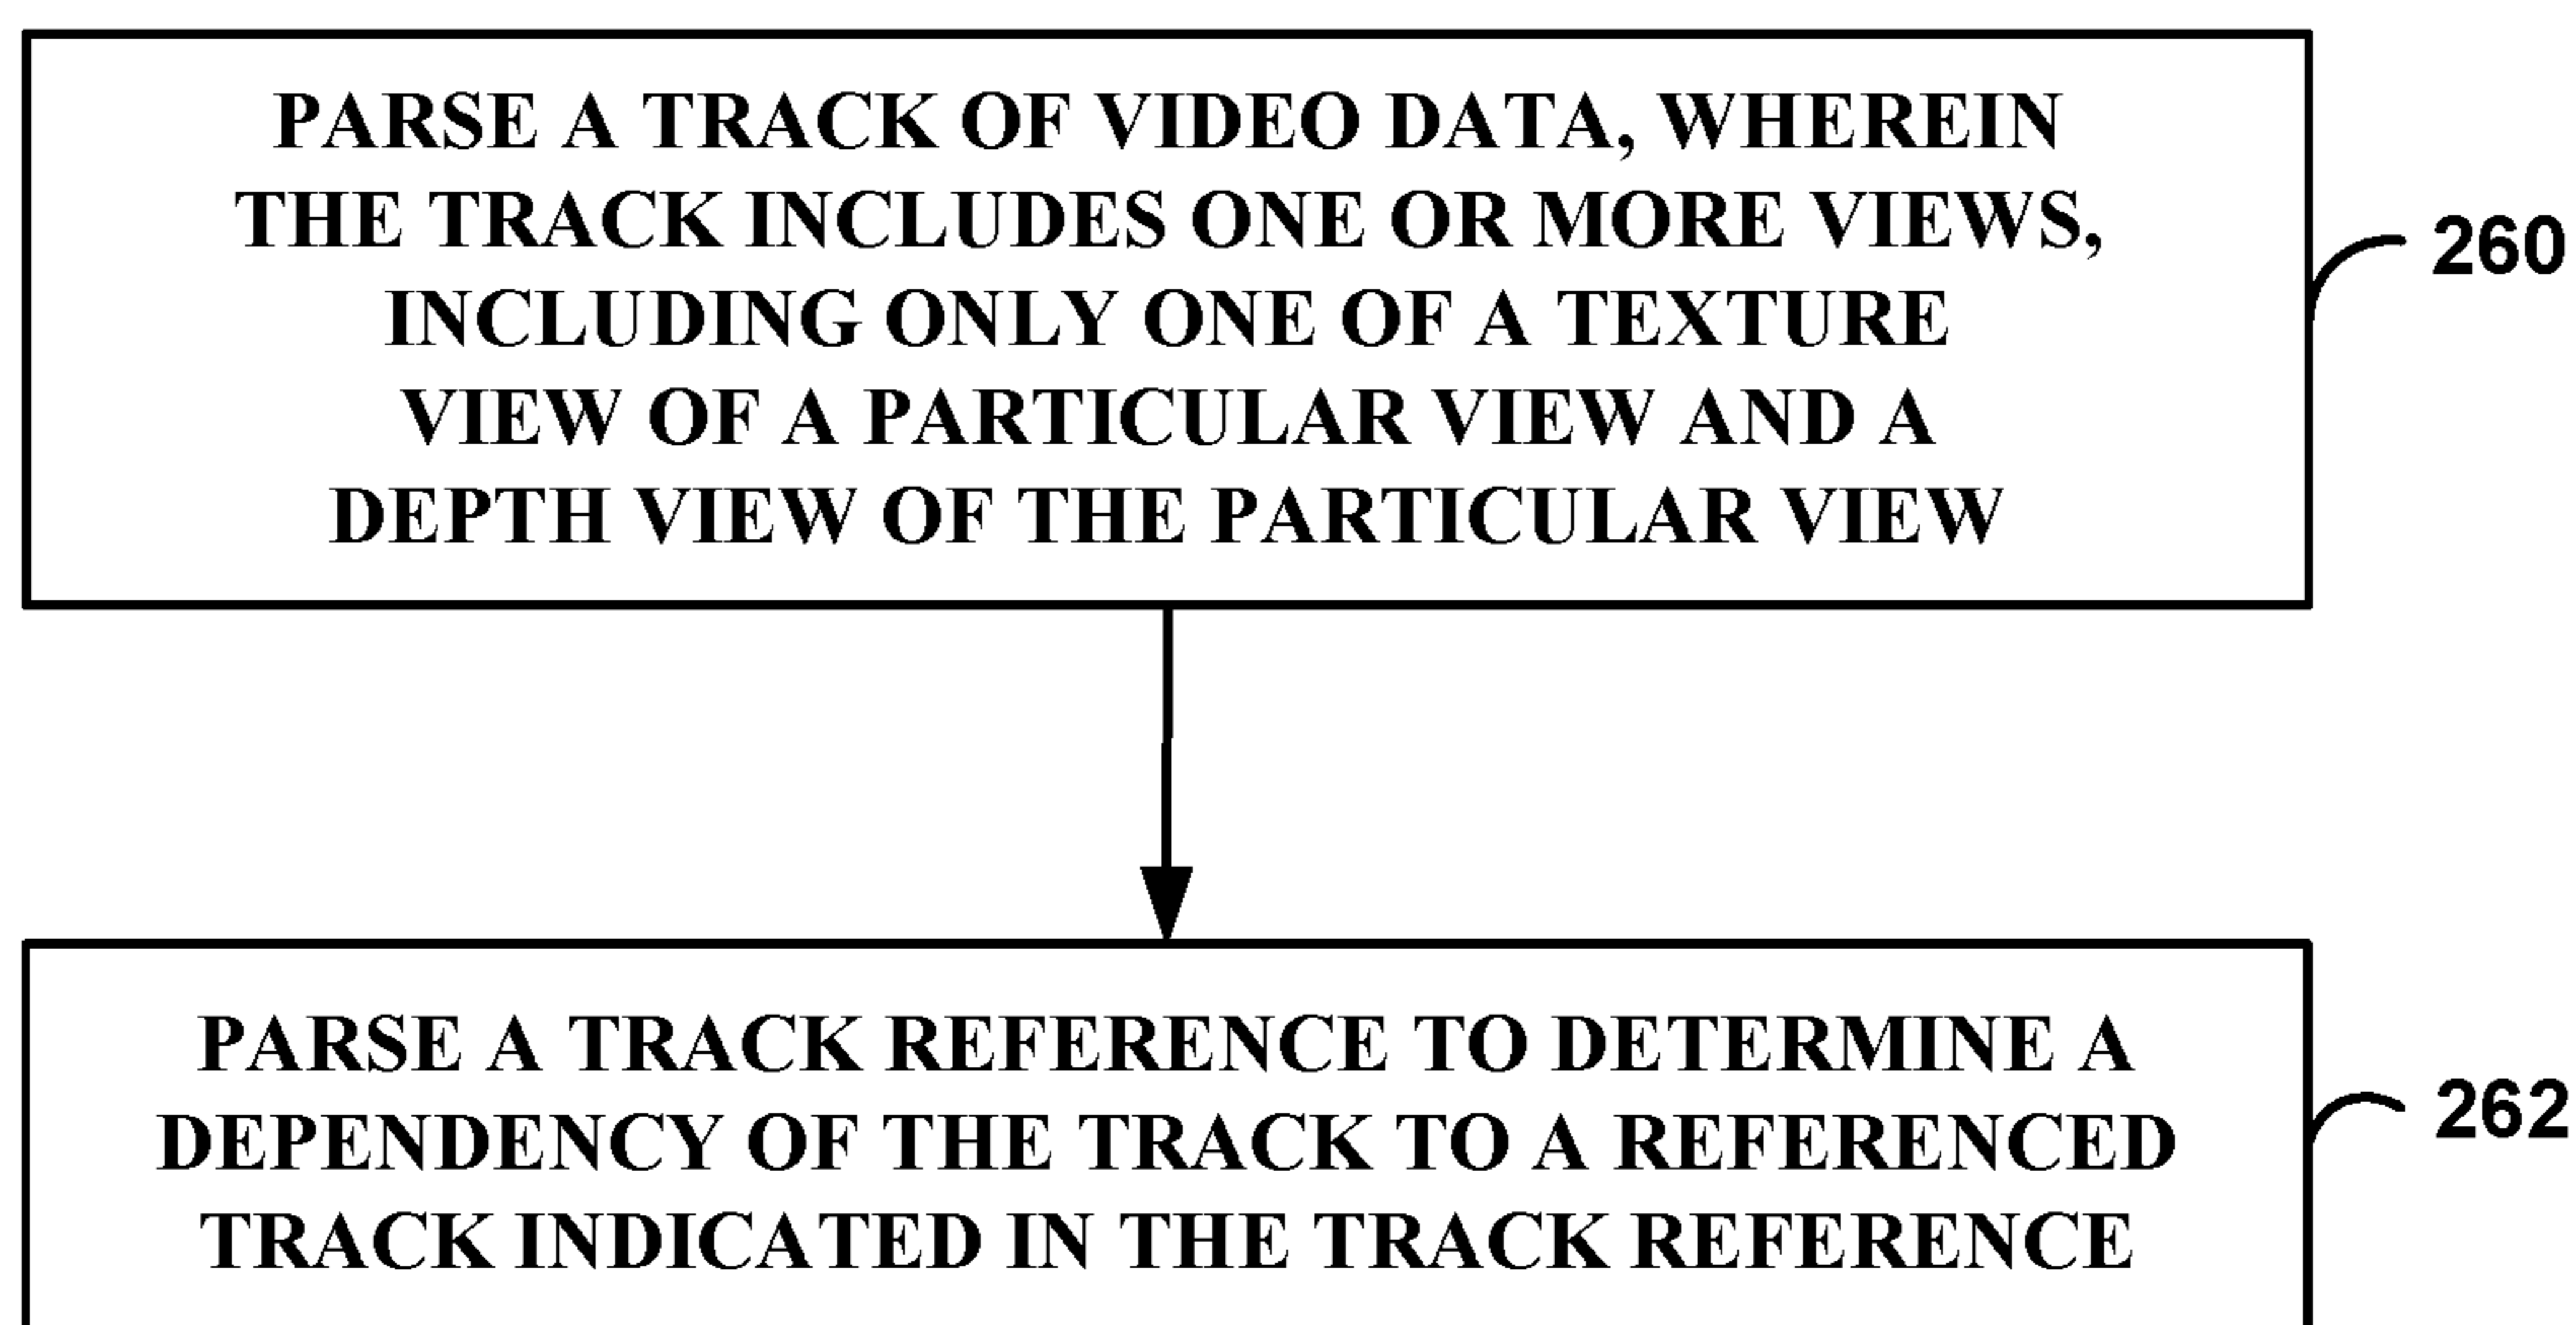 PARSE A TRACK OF VIDEO DATA, WHEREIN
THE TRACK INCLUDES ONE OR MORE VIEWS,
INCLUDING ONLY ONE OF A TEXTURE
VIEW OF A PARTICULAR VIEW AND A
DEPTH VIEW OF THE PARTICULAR VIEW
260
PARSE A TRACK REFERENCE TO DETERMINE A
DEPENDENCY OF THE TRACK TO A REFERENCED
TRACK INDICATED IN THE TRACK REFERENCE
262